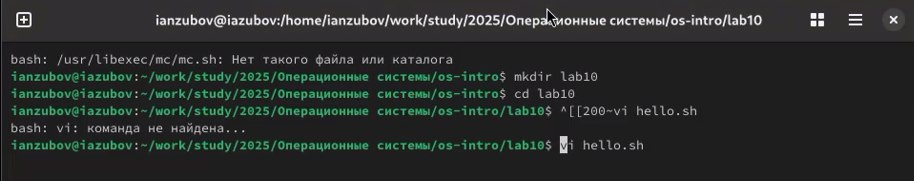 ianzubov@iazubov:/home/ianzubov/work/study/2025/Операционные системы/os-intro/lab10
bash: /usr/libexec/mc/mc.sh: Нет такого файла или каталога
ianzubov@iazubov:~/work/study/2025/Операционные системы/os-intro$ mkdir lab10
ianzubov@iazubov:~/work/study/2025/Операционные системы/os-intro$ cd lab10
ianzubov@iazubov:~/work/study/2025/Операционные системы/os-intro/lab10$ ^[[200~vi hello.sh
bash: vi: команда не найдена...
ianzubov@iazubov:~/work/study/2025/Операционные системы/os-intro/lab10$ vi hello.sh